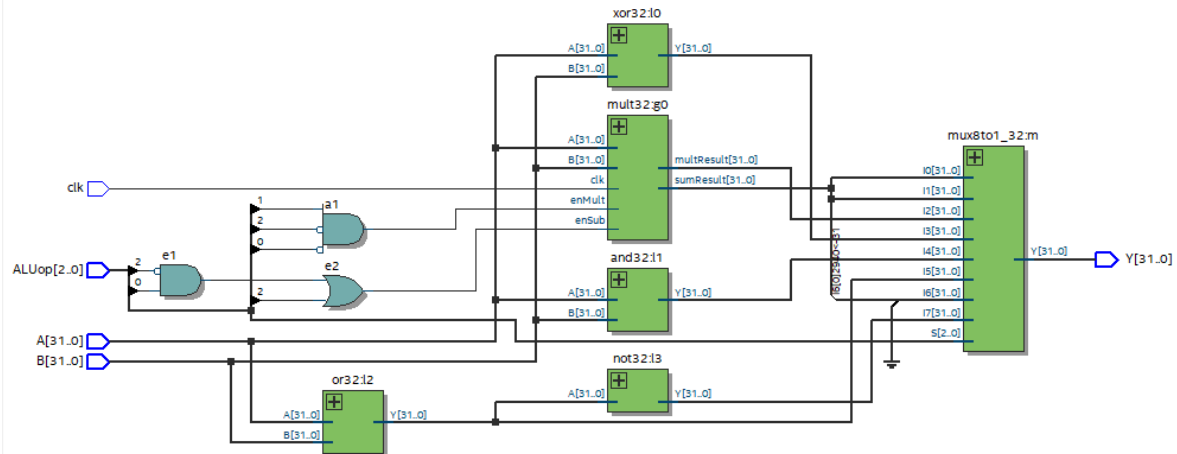 xor32:l0
A[31..0]
B[31..0]
Y[31..0]
mult32:g0
A[31..0]
B[31..0]
clk
enMult
enSub
multResult[31..0]
sumResult[31..0]
mux8to1_32:m
I0[31..0]
I1[31..0]
I2[31..0]
I3[31..0]
I4[31..0]
I5[31..0]
I6[31..0]
I7[31..0]
S[2..0]
Y[31..0]
Y[31..0]
clk
1
2
0
a1
ALUop[2..0]
2
0
e1
2
e2
and32:l1
A[31..0]
B[31..0]
Y[31..0]
A[31..0]
B[31..0]
not32:l3
A[31..0]
Y[31..0]
or32:l2
A[31..0]
B[31..0]
Y[31..0]